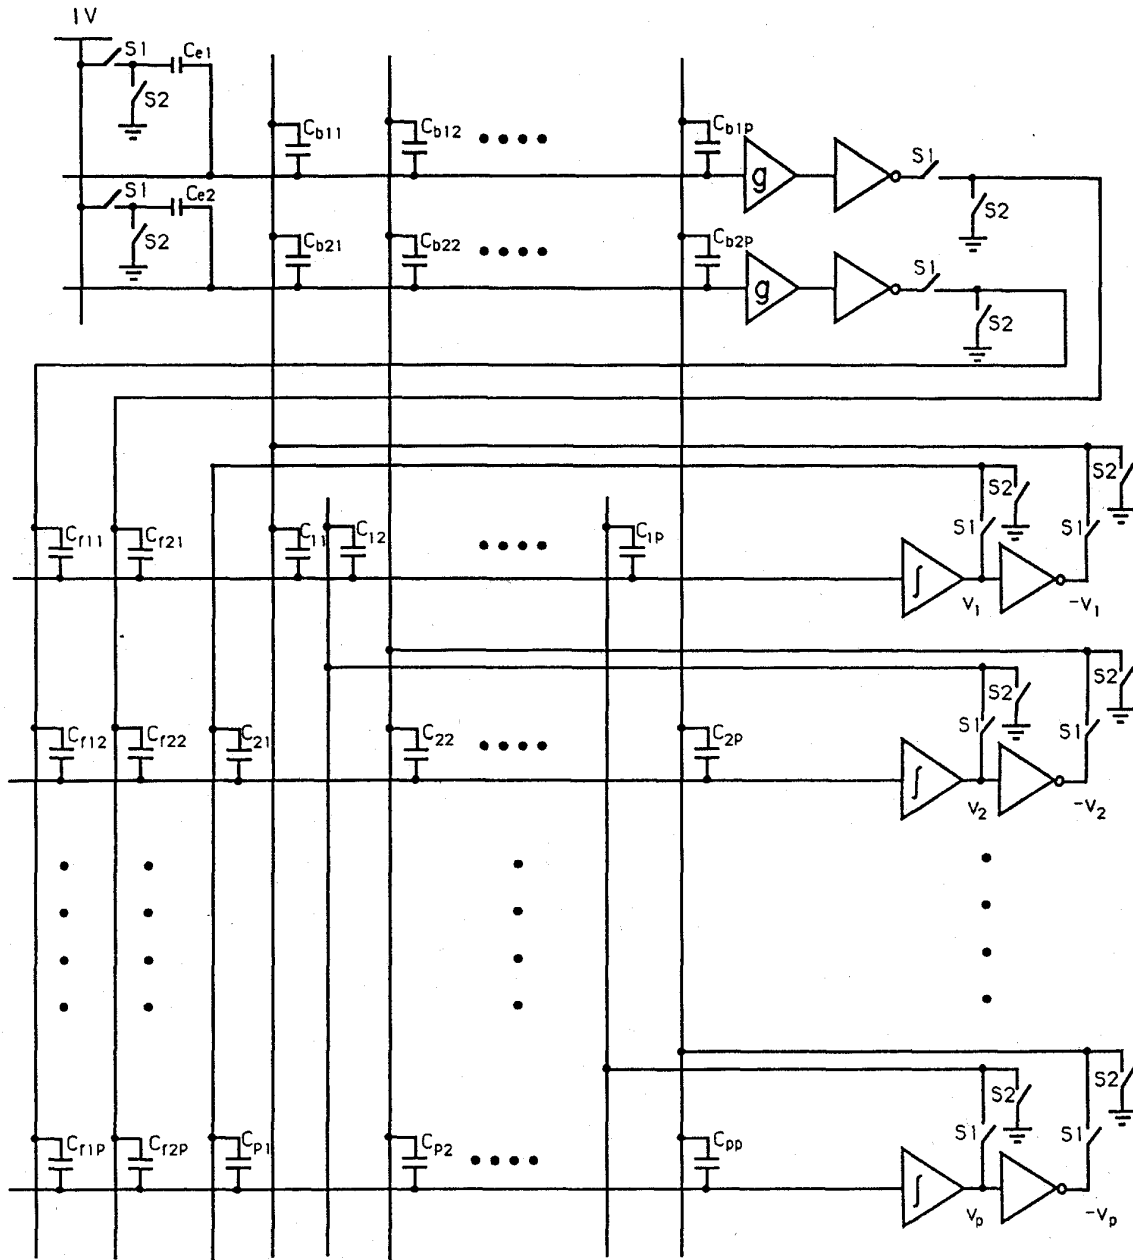 1V
S1 Ce1
S2
Cb11 Cb12 Cb1p
g S1
S2
S1 Ce2
S2
Cb21 Cb22 Cb2p
g S1
S2
S2
S2
Cf11 Cf21 C11 C12 C1p
S1 S1
∫
V1 -V1
S2
S2
Cf12 Cf22 C21 C22 C2p
S1 S1
∫
V2 -V2
S2
S2
Cf1p Cf2p Cp1 Cp2 Cpp
S1 S1
∫
Vp -Vp